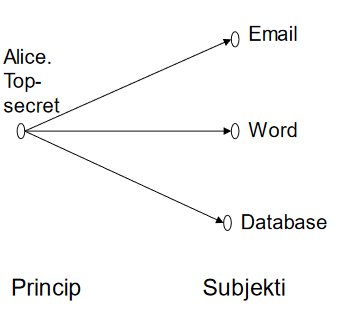 Email
Alice.
Top-
secret
Word
Database
Princip
Subjekti